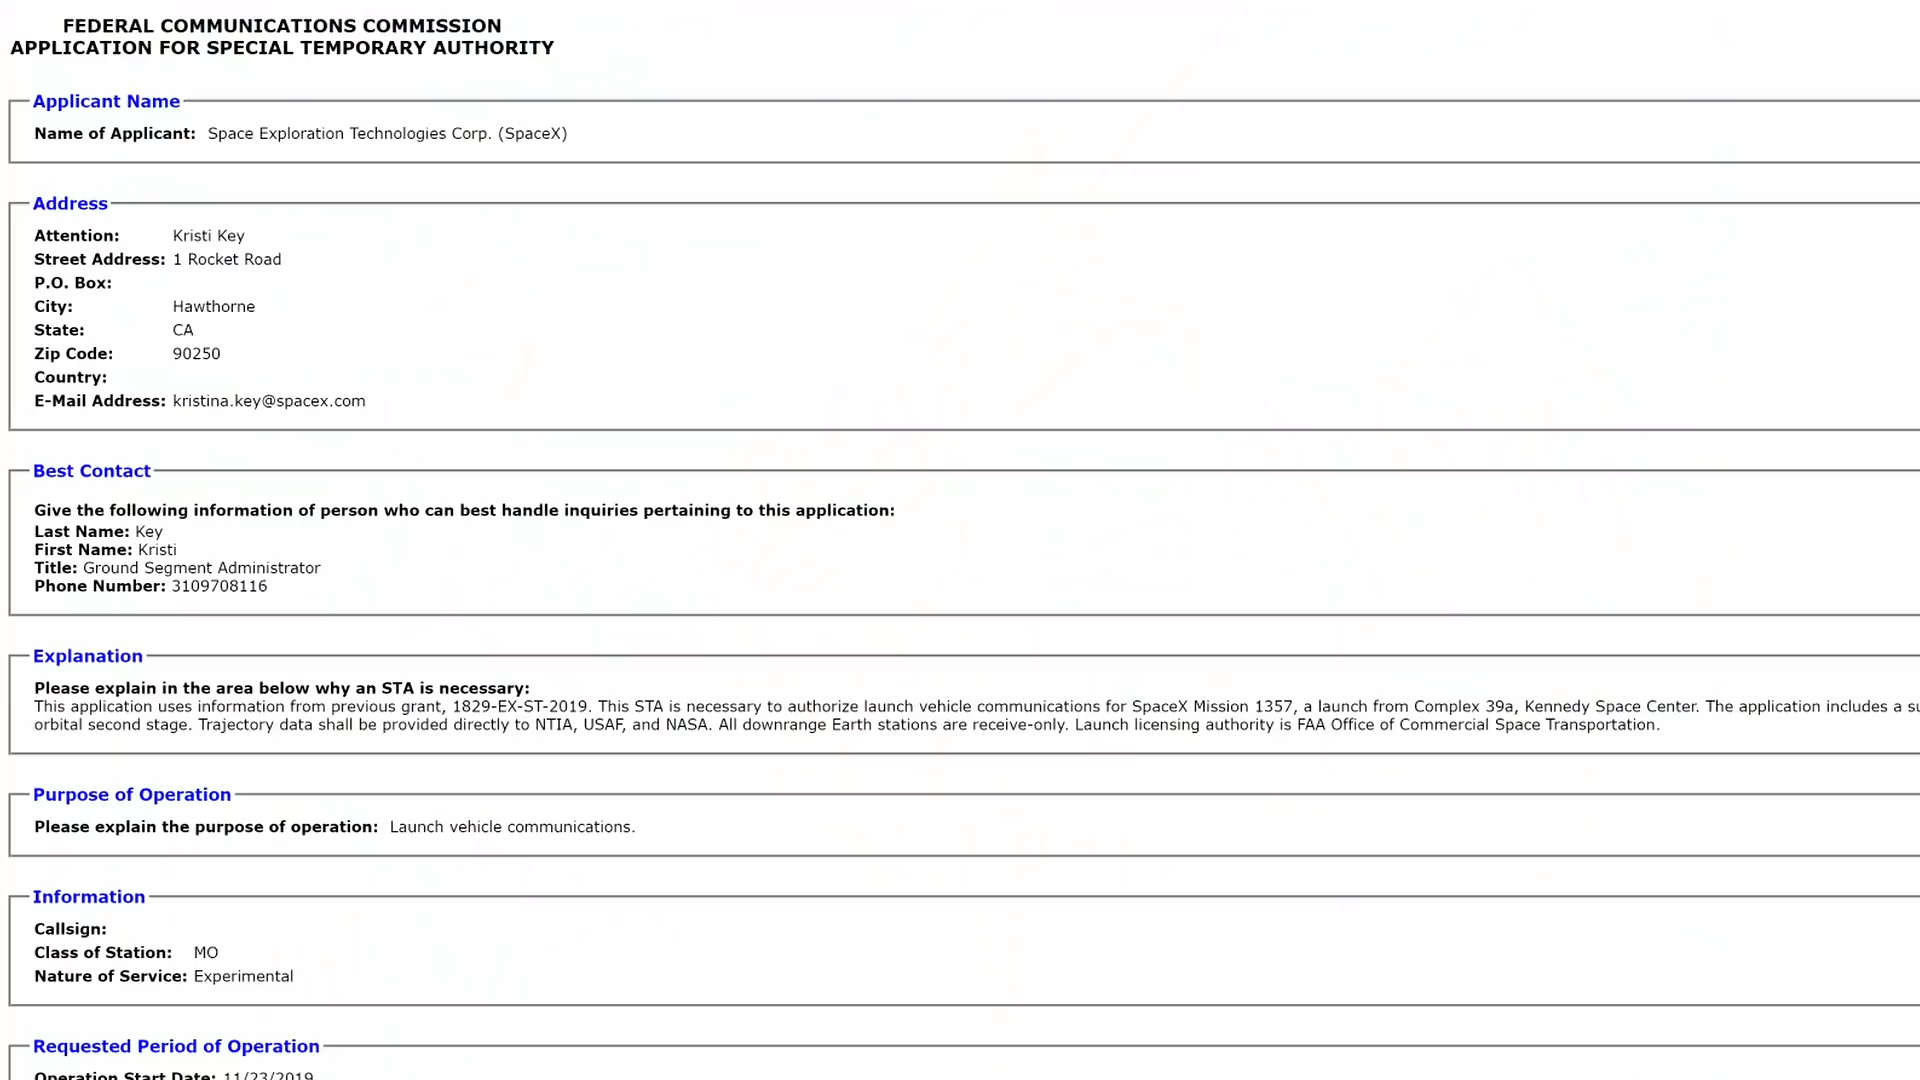 FEDERAL COMMUNICATIONS COMMISSION
APPLICATION FOR SPECIAL TEMPORARY AUTHORITY
Applicant Name
Name of Applicant: Space Exploration Technologies Corp. (SpaceX)
Address
Attention: Kristi Key
Street Address: 1 Rocket Road
P.O. Box:
City: Hawthorne
State: CA
Zip Code: 90250
Country:
E-Mail Address: kristina.key@spacex.com
Best Contact
Give the following information of person who can best handle inquiries pertaining to this application:
Last Name: Key
First Name: Kristi
Title: Ground Segment Administrator
Phone Number: 3109708116
Explanation
Please explain in the area below why an STA is necessary:
This application uses information from previous grant, 1829-EX-ST-2019. This STA is necessary to authorize launch vehicle communications for SpaceX Mission 1357, a launch from Complex 39a, Kennedy Space Center. The application includes a
orbital second stage. Trajectory data shall be provided directly to NTIA, USAF, and NASA. All downrange Earth stations are receive-only. Launch licensing authority is FAA Office of Commercial Space Transportation.
Purpose of Operation
Please explain the purpose of operation: Launch vehicle communications.
Information
Callsign:
Class of Station: MO
Nature of Service: Experimental
Requested Period of Operation
Operation Start Date: 11/23/2019